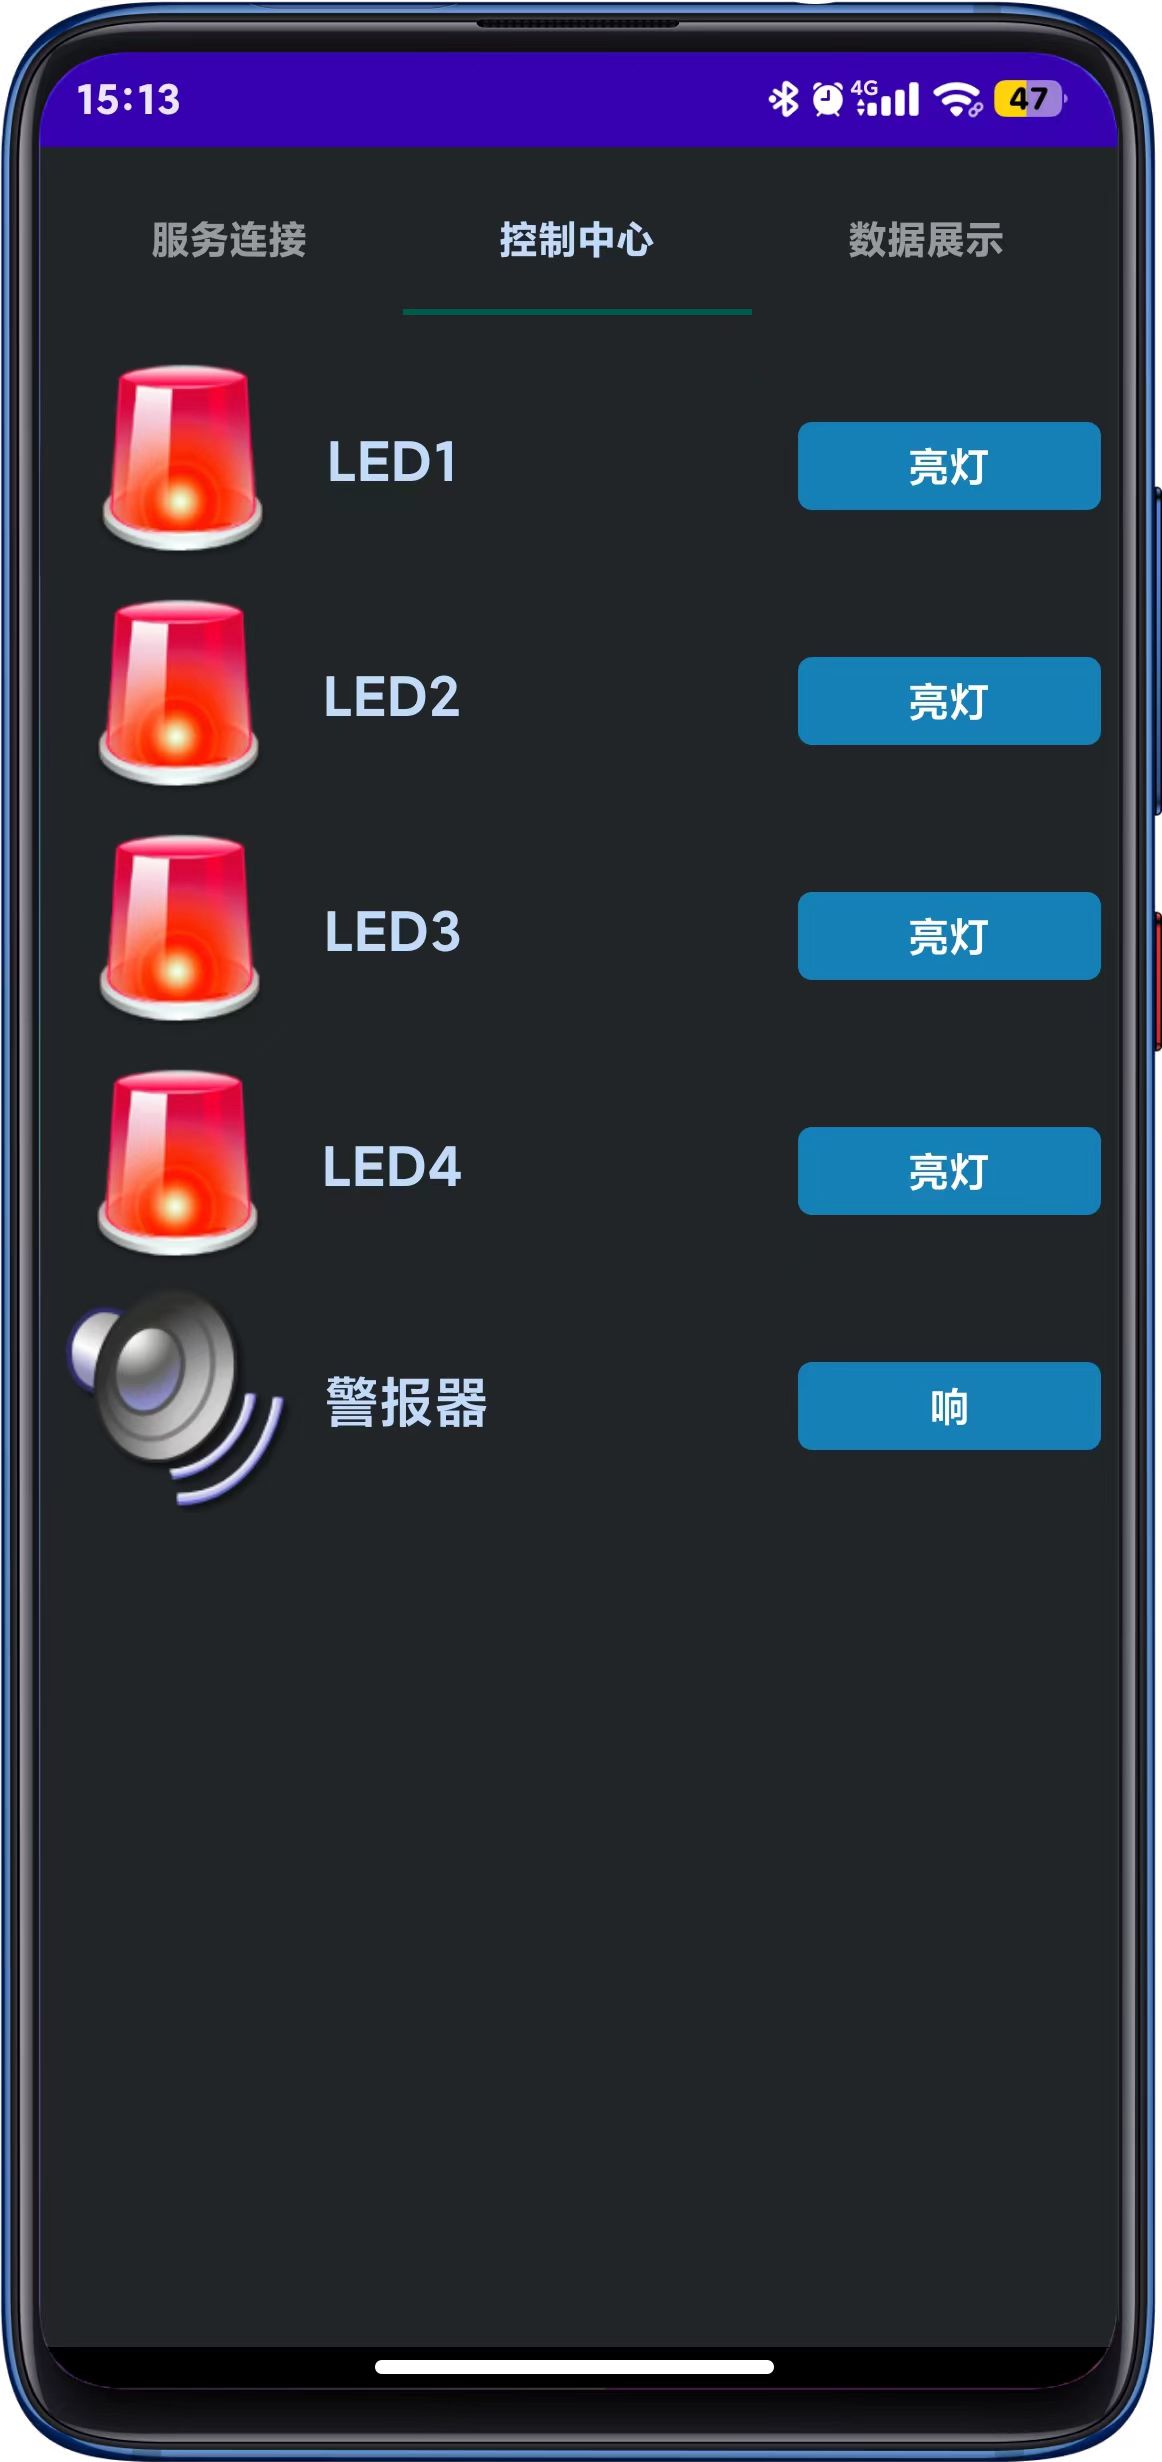 15:13 4G 47
服务连接 控制中心 数据展示
LED1 亮灯
LED2 亮灯
LED3 亮灯
LED4 亮灯
警报器 响